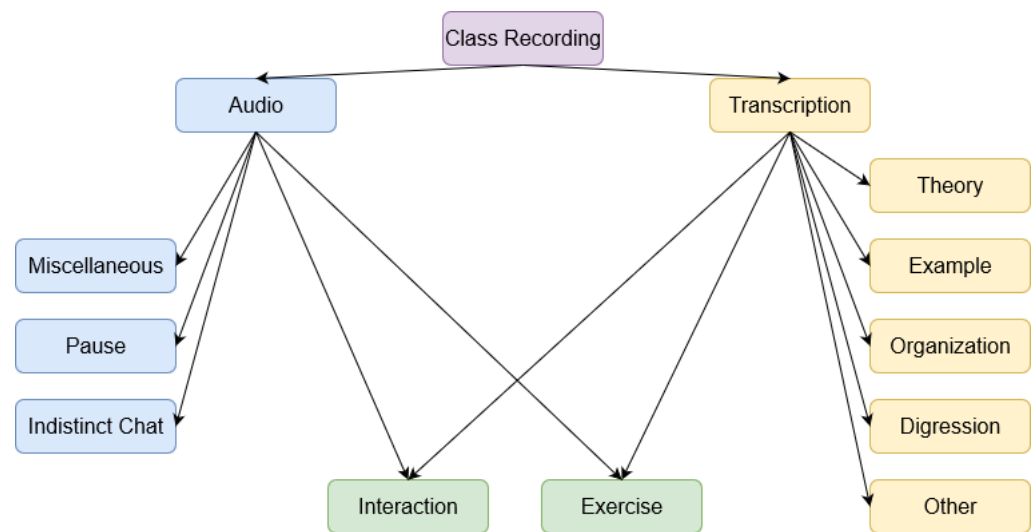 Class Recording
Audio
Transcription
Theory
Miscellaneous
Example
Pause
Organization
Indistinct Chat
Digression
Interaction
Exercise
Other